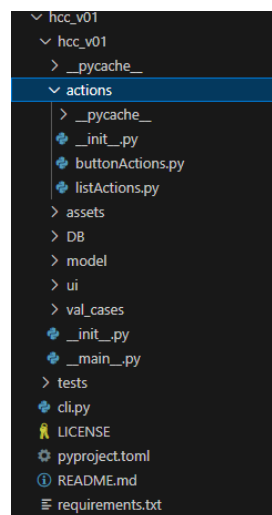 hcc_v01
hcc_v01
__pycache__
actions
__pycache__
__init__.py
buttonActions.py
listActions.py
assets
DB
model
ui
val_cases
__init__.py
__main__.py
tests
cli.py
LICENSE
pyproject.toml
README.md
requirements.txt